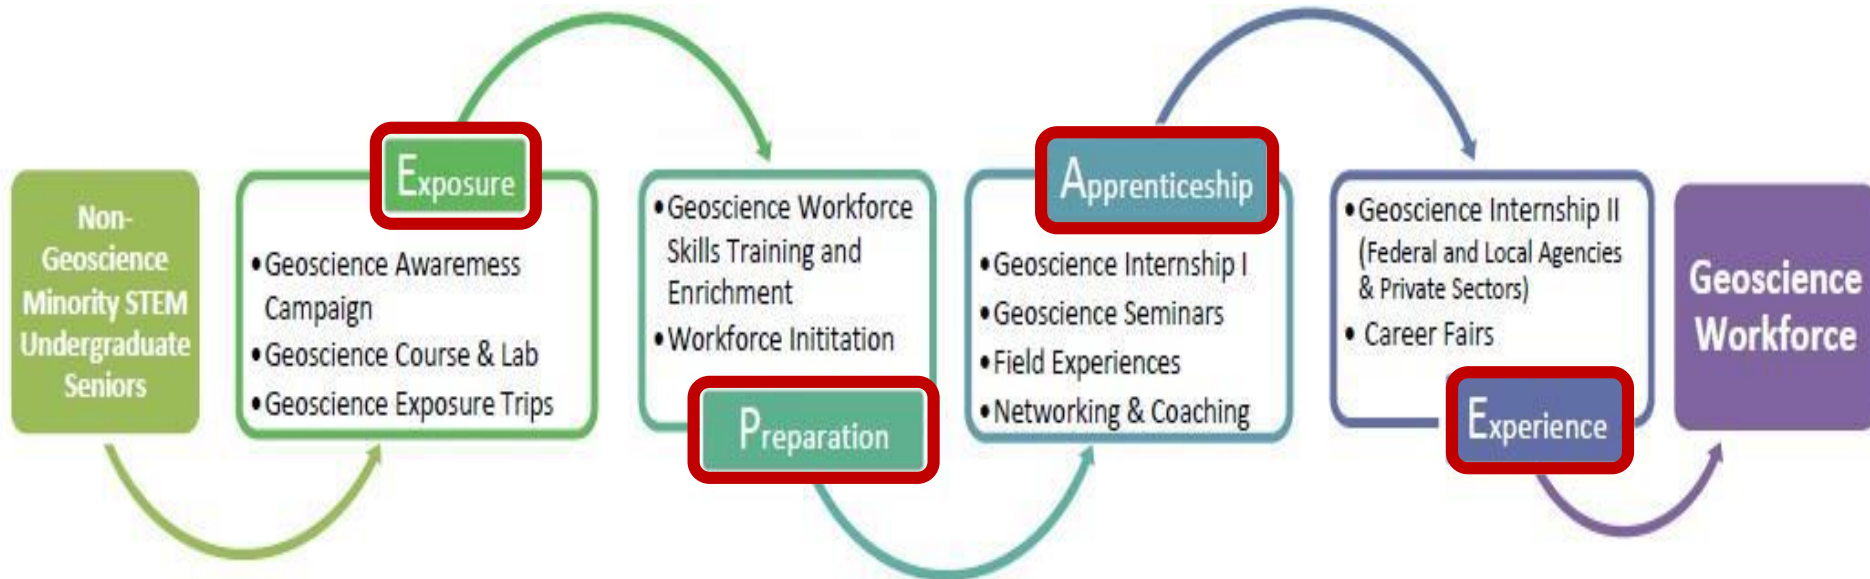 Non-
Geoscience
Minority STEM
Undergraduate
Seniors
Exposure
•Geoscience Awaremess
Campaign
•Geoscience Course & Lab
•Geoscience Exposure Trips
•Geoscience Workforce
Skills Training and
Enrichment
•Workforce Inititation
Preparation
Apprenticeship
•Geoscience Internship I
•Geoscience Seminars
•Field Experiences
•Networking & Coaching
•Geoscience Internship II
(Federal and Local Agencies
& Private Sectors)
• Career Fairs
Experience
Geoscience
Workforce